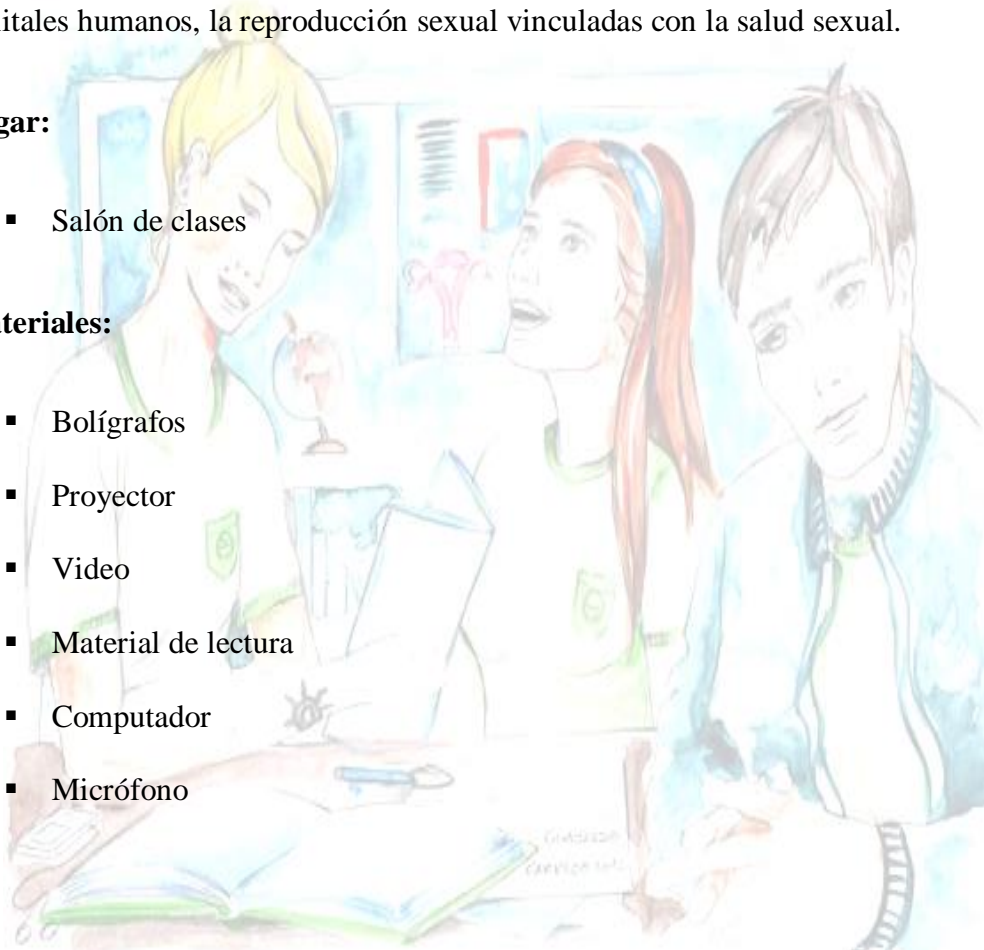 itales humanos, la reproducción sexual vinculadas con la salud sexual.
gar:
▪ Salón de clases
ateriales:
▪ Bolígrafos
▪ Proyector
▪ Video
▪ Material de lectura
▪ Computador
▪ Micrófono